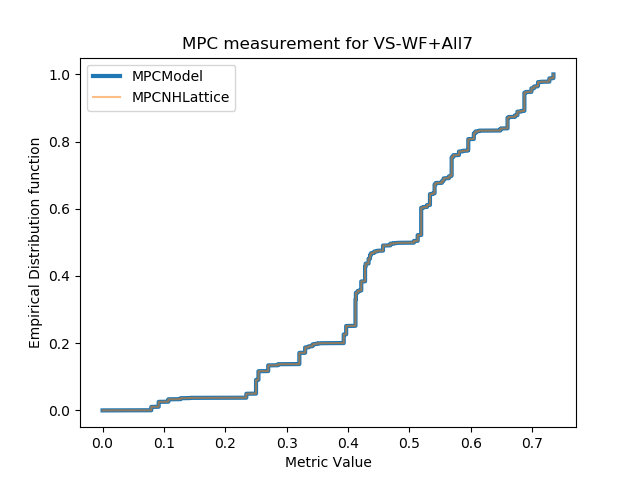 MPC measurement for VS-WF+All7
MPCModel
MPCNHLattice
Empirical Distribution function
1.0
0.8
0.6
0.4
0.2
0.0
0.0 0.1 0.2 0.3 0.4 0.5 0.6 0.7
Metric Value